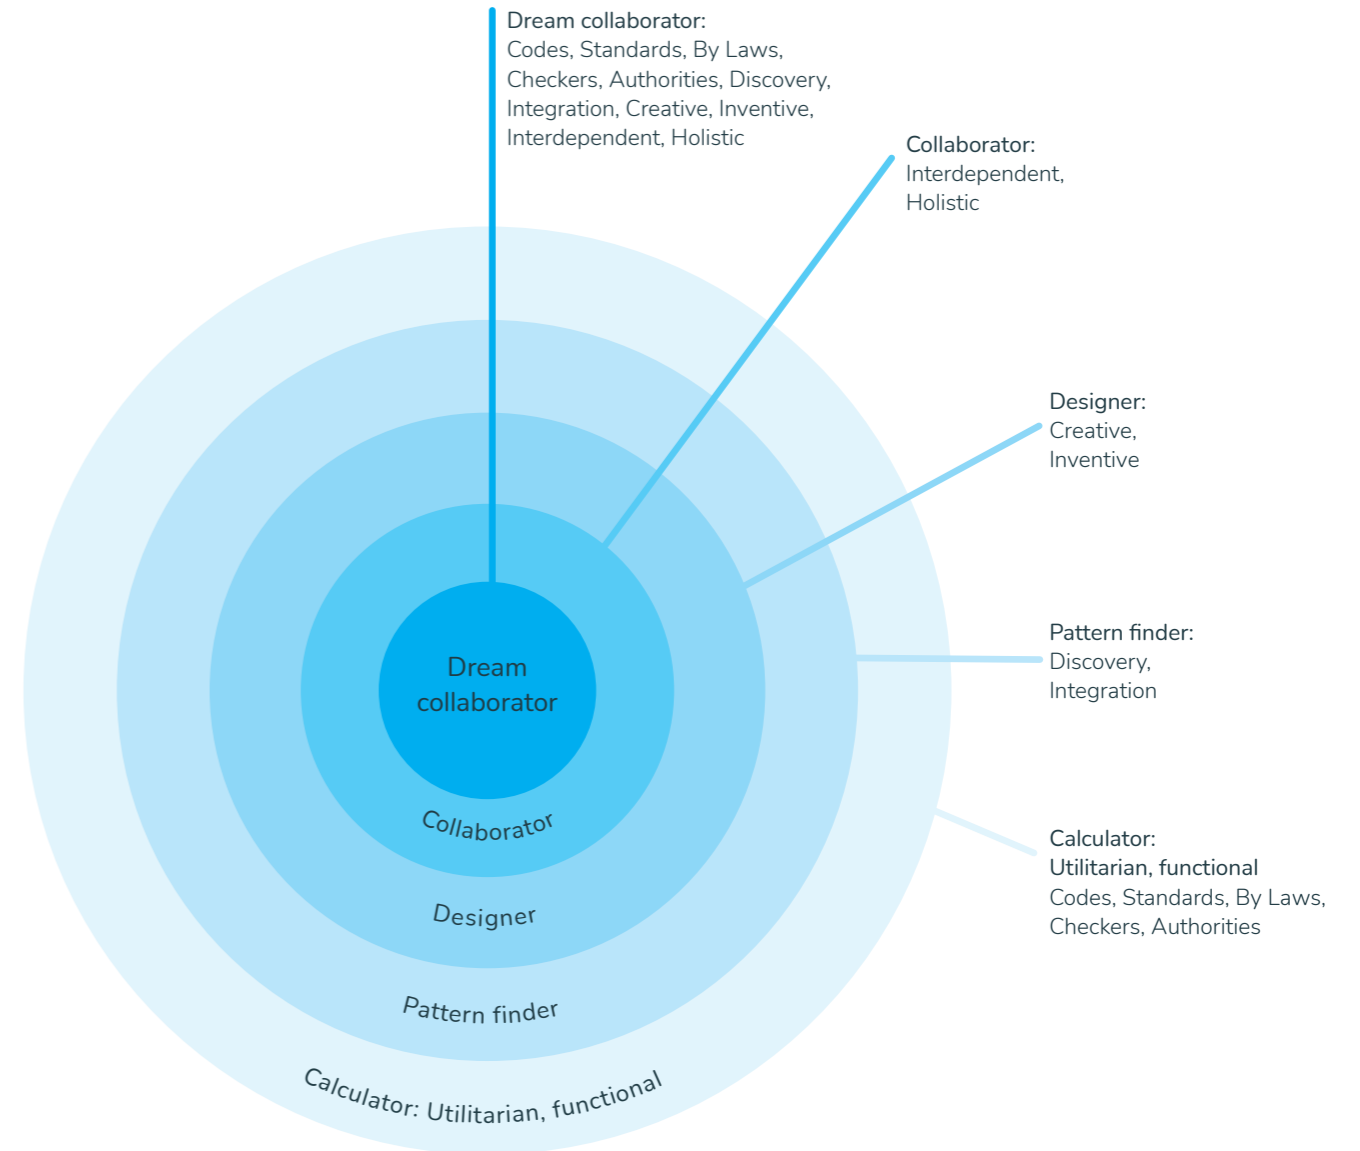 Dream collaborator:
Codes, Standards, By Laws,
Checkers, Authorities, Discovery,
Integration, Creative, Inventive,
Interdependent, Holistic
Collaborator:
Interdependent,
Holistic
Designer:
Creative,
Inventive
Pattern finder:
Discovery,
Integration
Calculator:
Utilitarian, functional
Codes, Standards, By Laws,
Checkers, Authorities
Dream
collaborator
Collaborator
Designer
Pattern finder
Calculator: Utilitarian, functional